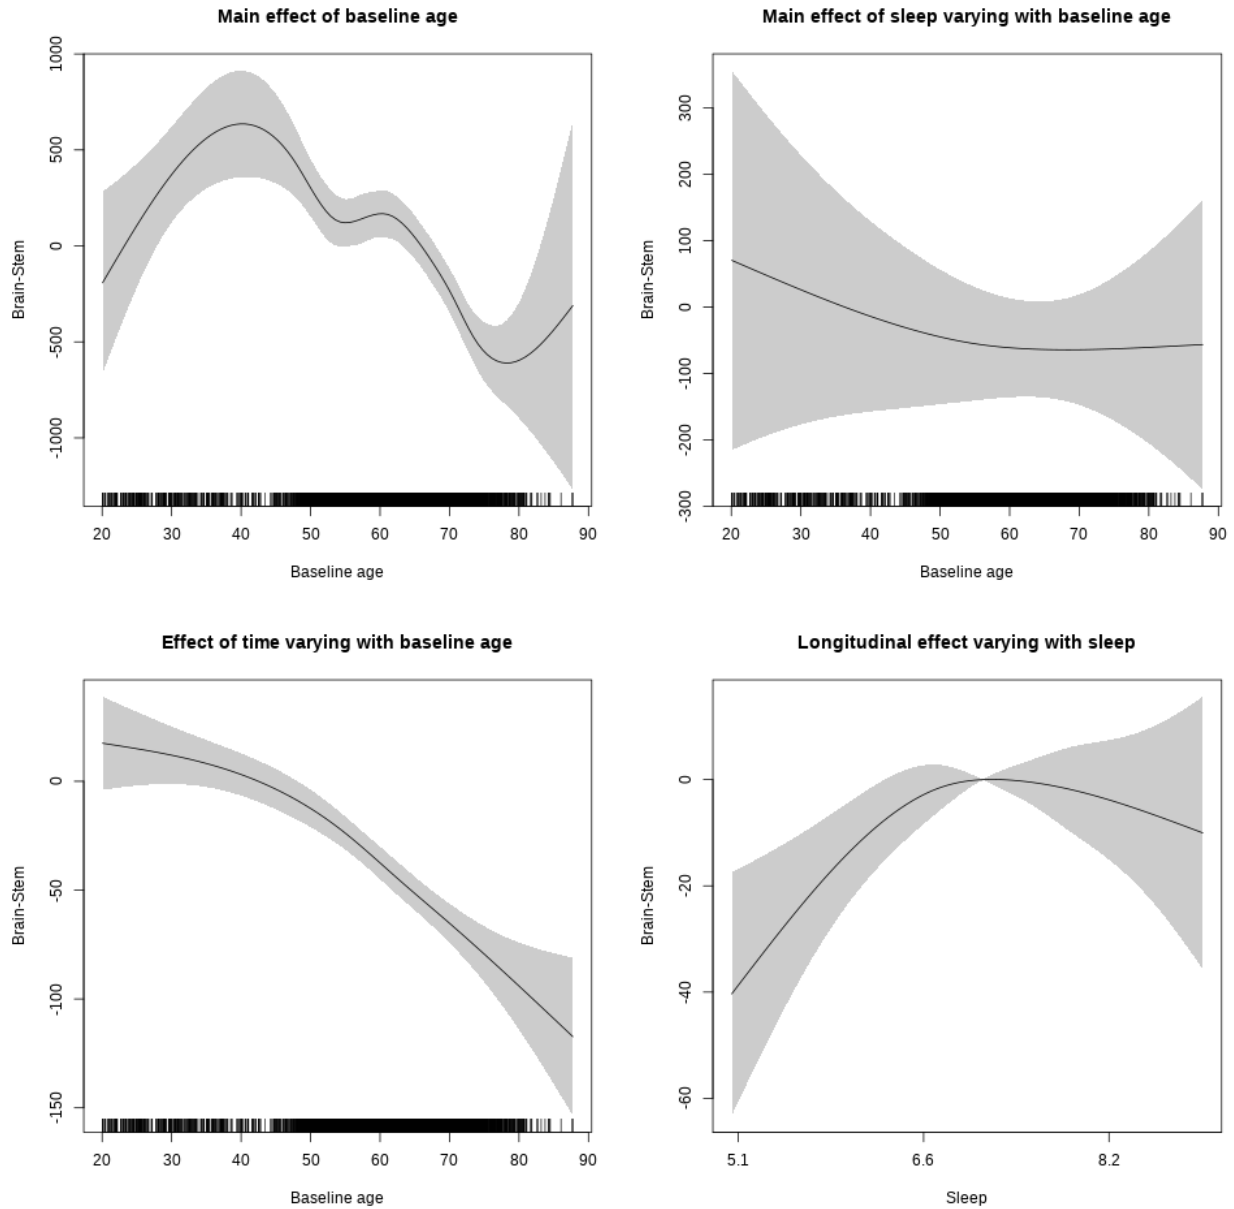 Main effect of baseline age
Brain-Stem
1000
500
0
-500
-1000
20 30 40 50 60 70 80 90
Baseline age
Main effect of sleep varying with baseline age
Brain-Stem
300
200
100
0
-100
-200
-300
20 30 40 50 60 70 80 90
Baseline age
Effect of time varying with baseline age
Brain-Stem
0
-50
-100
-150
20 30 40 50 60 70 80 90
Baseline age
Longitudinal effect varying with sleep
Brain-Stem
0
-20
-40
-60
5.1 6.6 8.2
Sleep